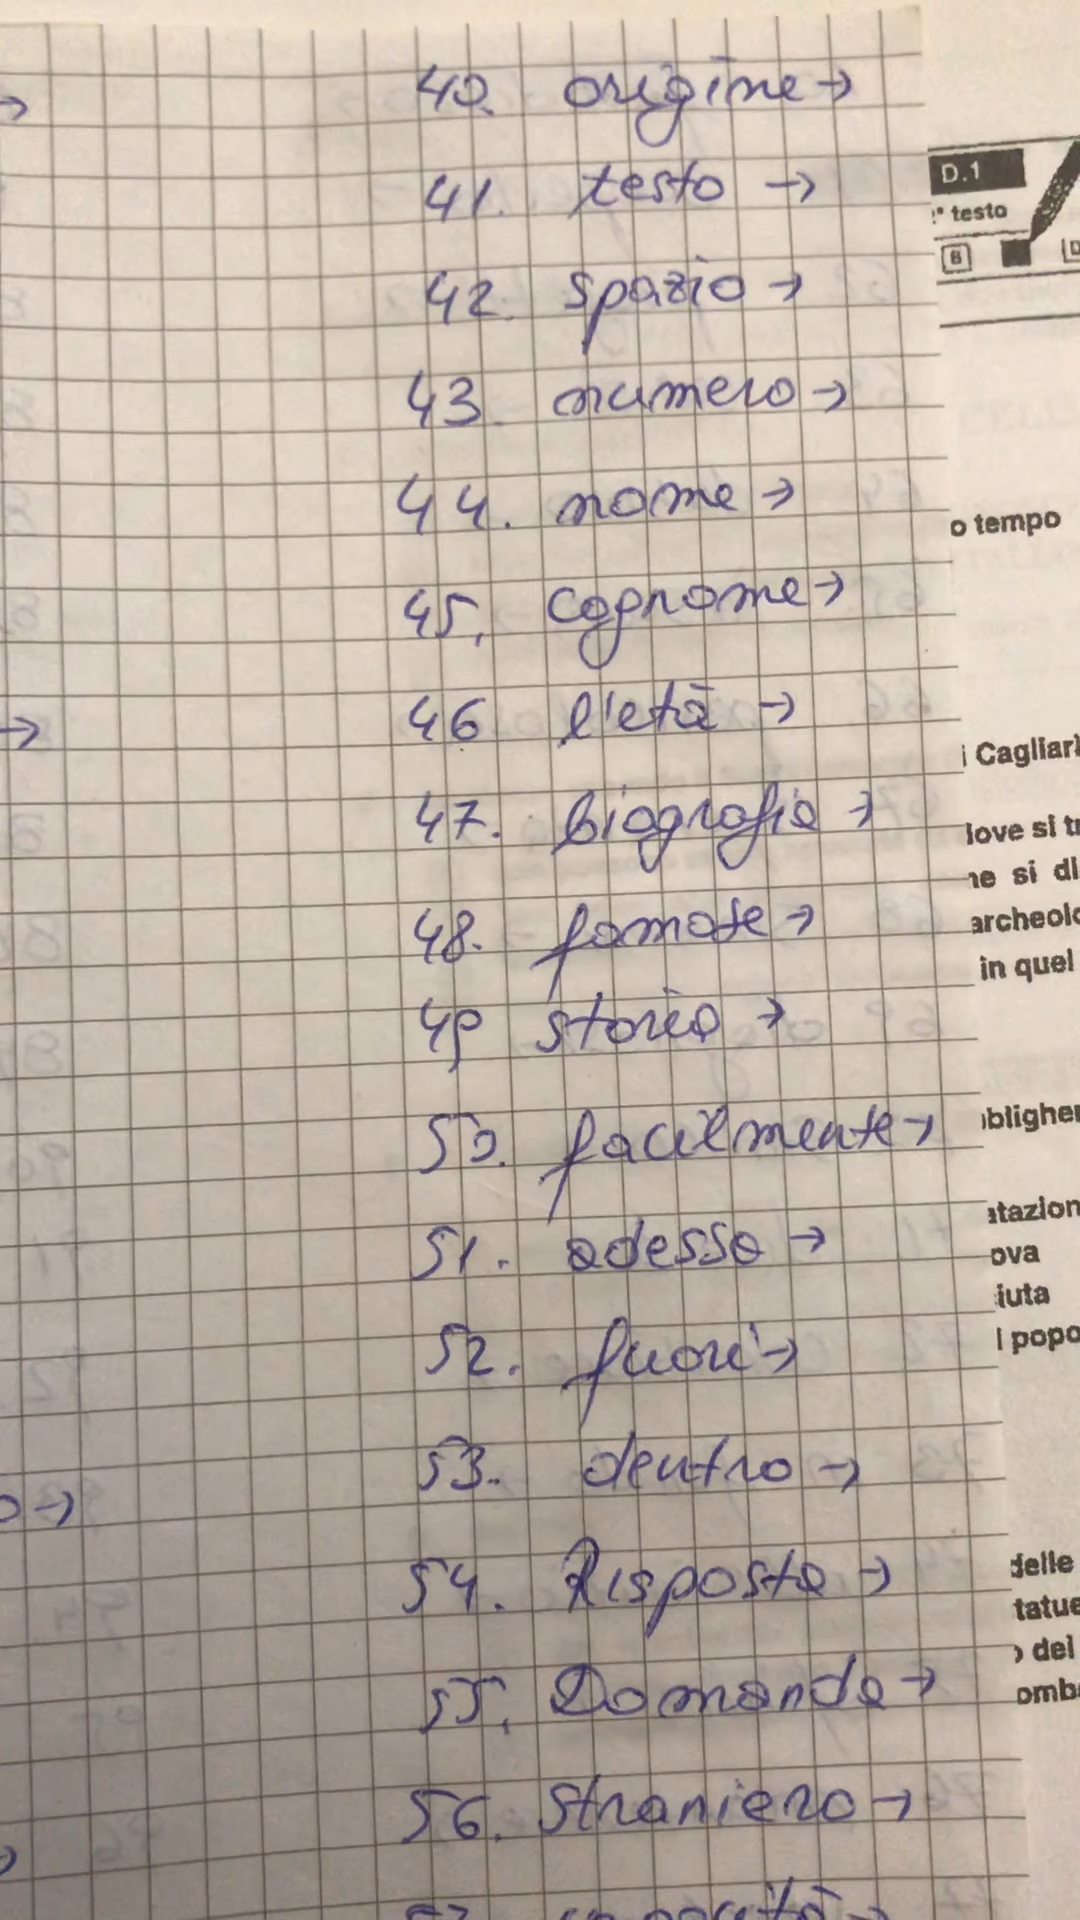 40. origine →
41. testo →
42. spazio →
43. numero →
44. nome →
45. cognome →
46 l'età →
47. biografia →
48. famose →
49 storia →
50. facilmente →
51. adesso →
52. fuori →
53. dentro →
54. Risposta →
55. Domanda →
56. Straniero →
D.1
testo
B
o tempo
i Cagliari
love si tr
ne si di
archeolo
in quel
bligher
tazion
ova
iuta
l popo
delle
tatue
dei
omb